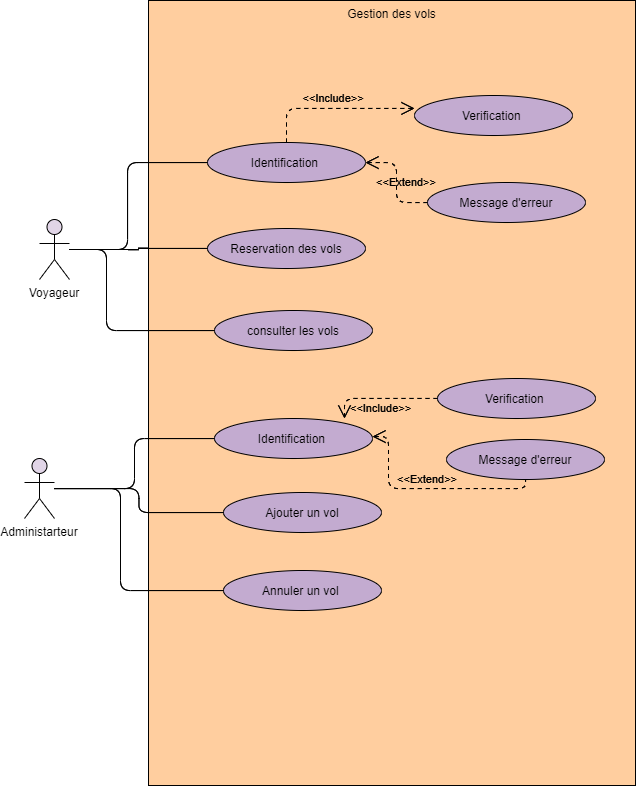 Gestion des vols
<<Include>>
Verification
Identification
<<Extend>>
Message d'erreur
Reservation des vols
Voyageur
consulter les vols
Verification
<<Include>>
Identification
Message d'erreur
<<Extend>>
Ajouter un vol
Administarteur
Annuler un vol